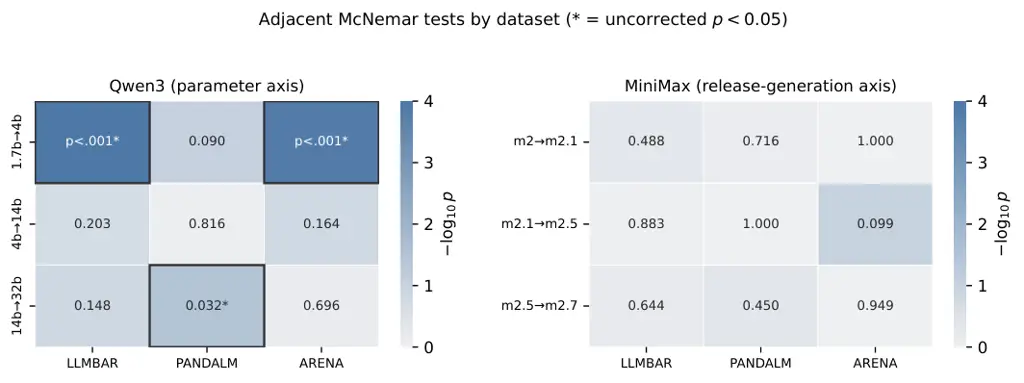 Adjacent McNemar tests by dataset (* = uncorrected p < 0.05)
Qwen3 (parameter axis)
1.7b→4b
p<.001*
0.090
p<.001*
4b→14b
0.203
0.816
0.164
14b→32b
0.148
0.032*
0.696
LLMBAR
PANDALM
ARENA
4
3
2
1
0
−log10 p
MiniMax (release-generation axis)
m2→m2.1
0.488
0.716
1.000
m2.1→m2.5
0.883
1.000
0.099
m2.5→m2.7
0.644
0.450
0.949
LLMBAR
PANDALM
ARENA
4
3
2
1
0
−log10 p